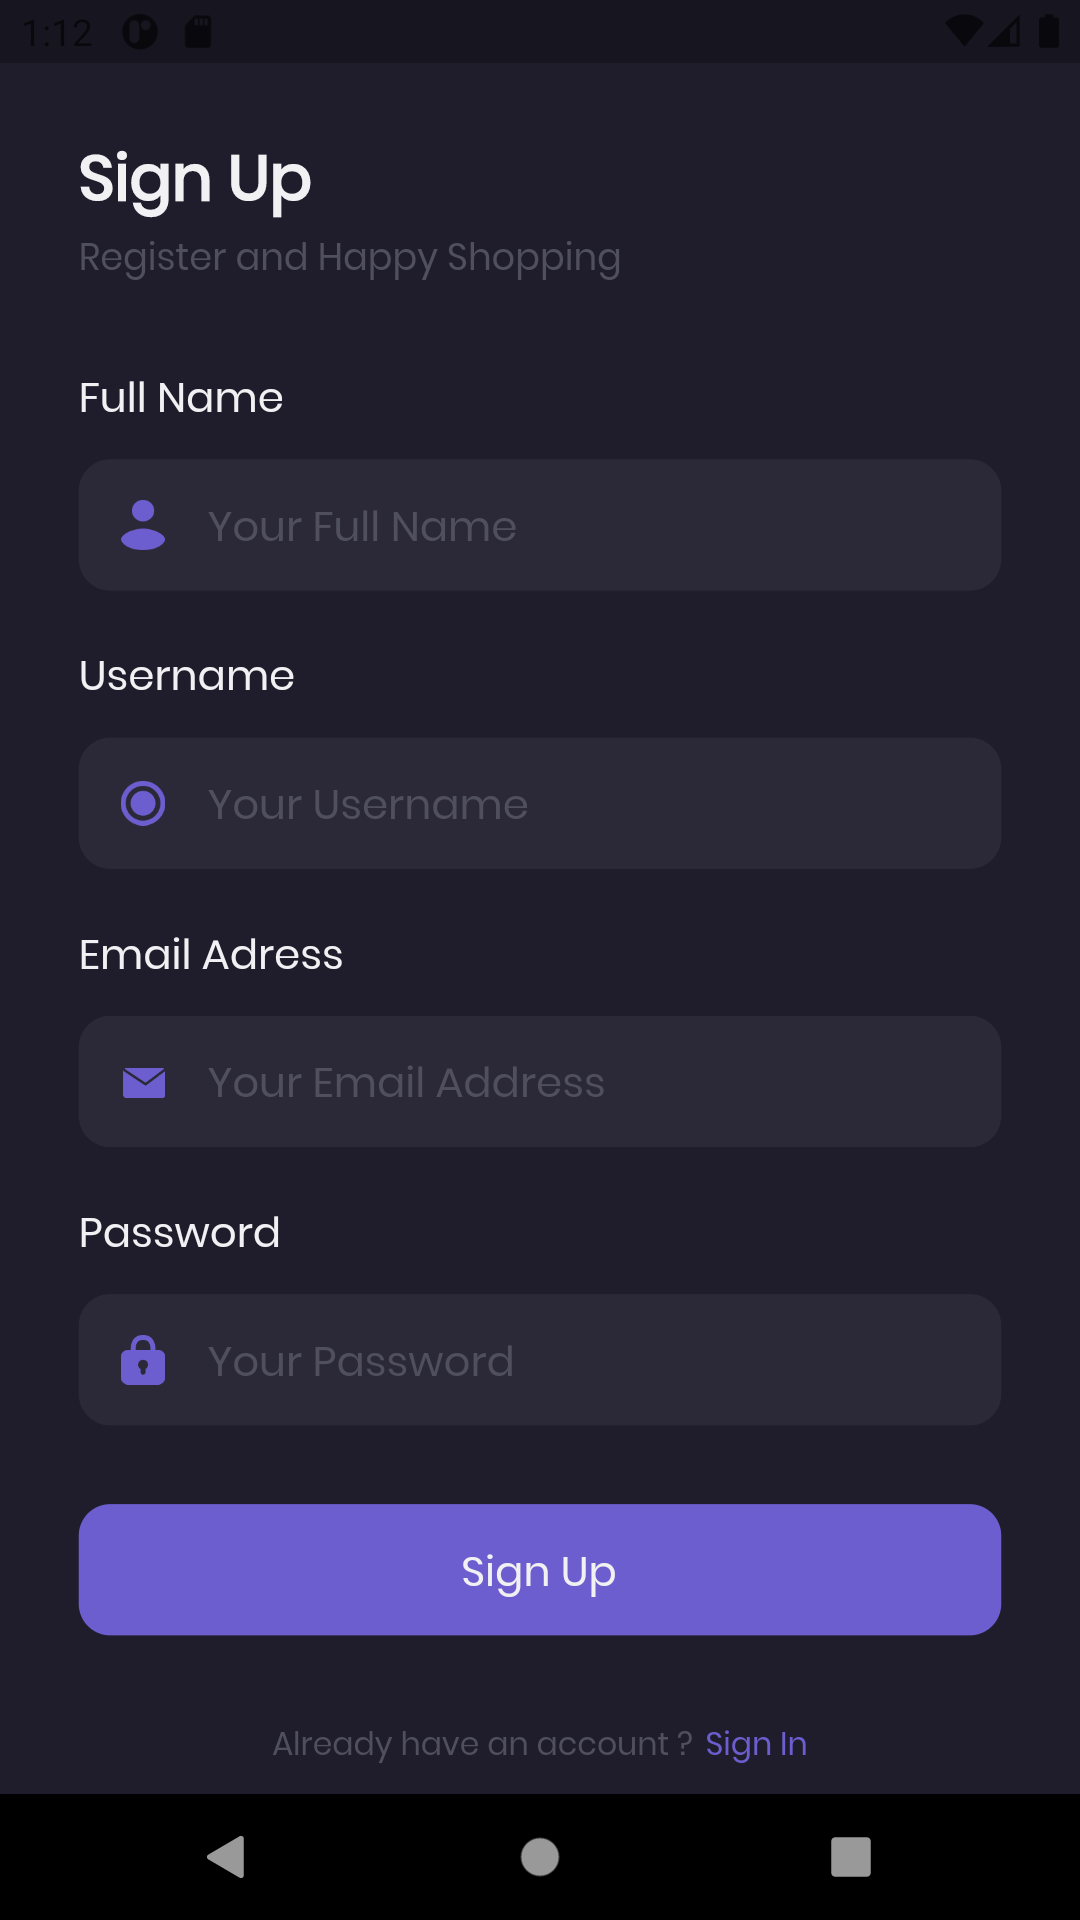 1:12
Sign Up
Register and Happy Shopping
Full Name
Your Full Name
Username
Your Username
Email Adress
Your Email Address
Password
Your Password
Sign Up
Already have an account ? Sign In